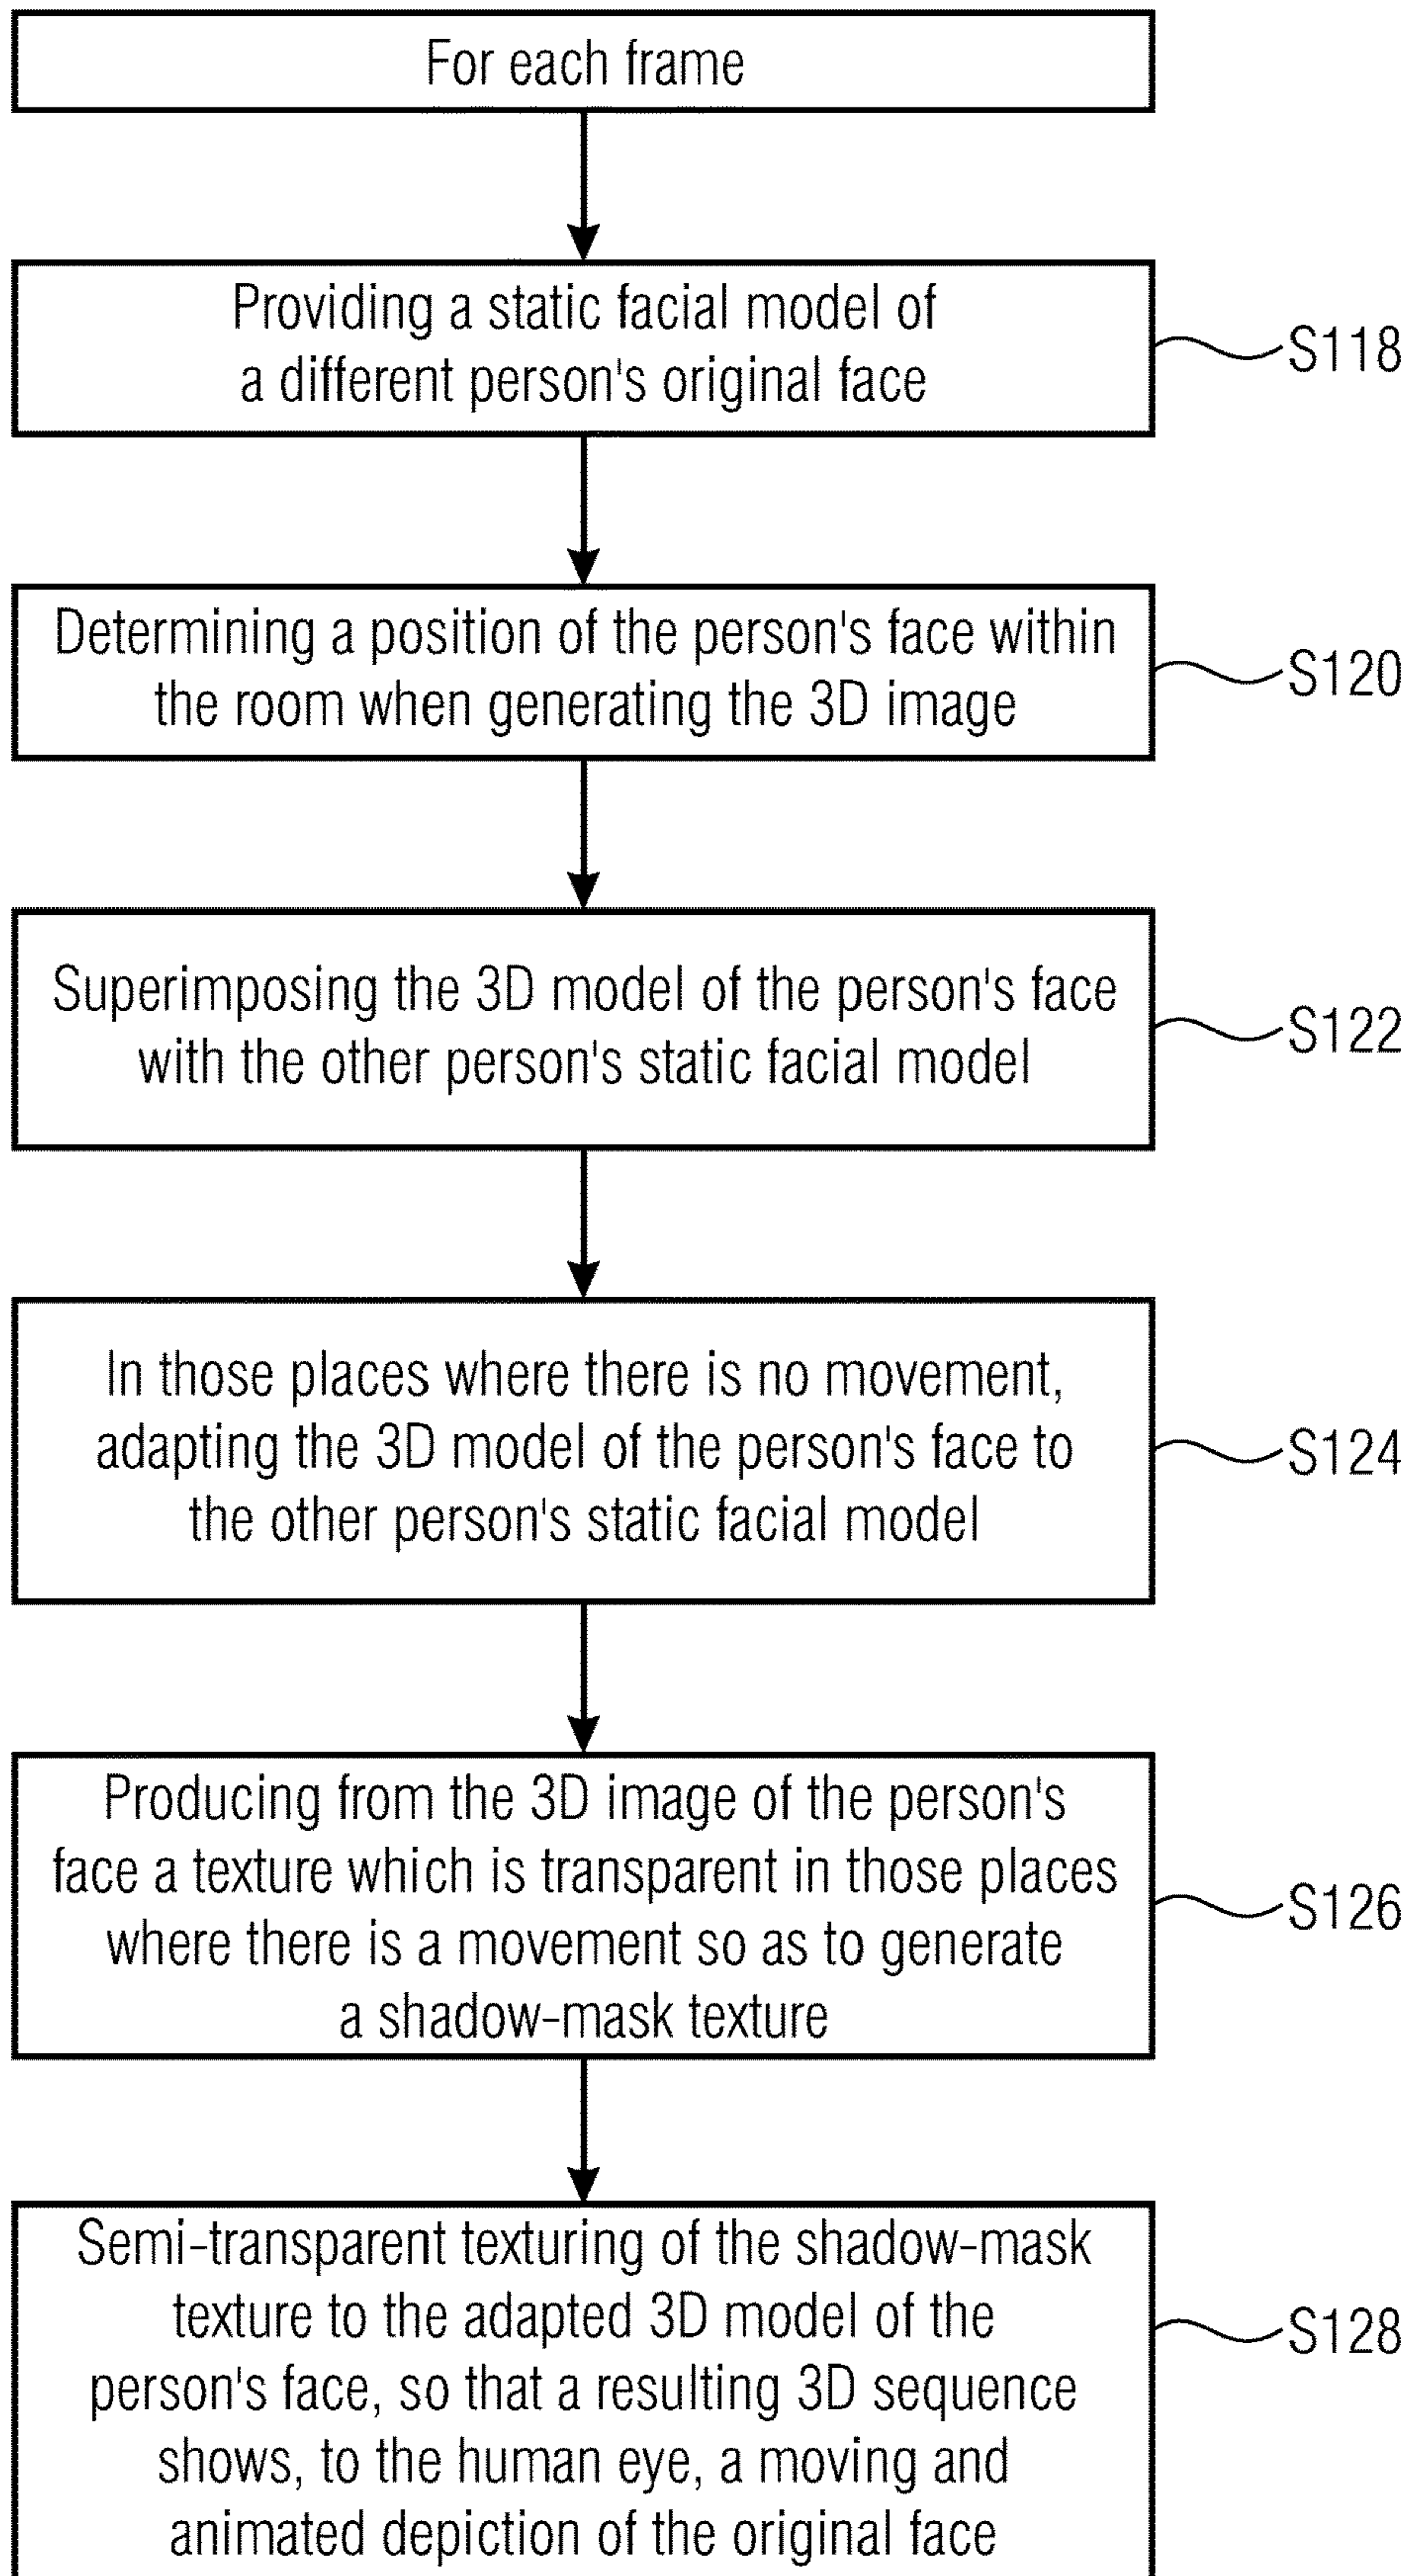 For each frame
Providing a static facial model of
a different person's original face
S118
Determining a position of the person's face within
the room when generating the 3D image
S120
Superimposing the 3D model of the person's face
with the other person's static facial model
S122
In those places where there is no movement,
adapting the 3D model of the person's face to
the other person's static facial model
S124
Producing from the 3D image of the person's
face a texture which is transparent in those places
where there is a movement so as to generate
a shadow-mask texture
S126
Semi-transparent texturing of the shadow-mask
texture to the adapted 3D model of the
person's face, so that a resulting 3D sequence
shows, to the human eye, a moving and
animated depiction of the original face
S128